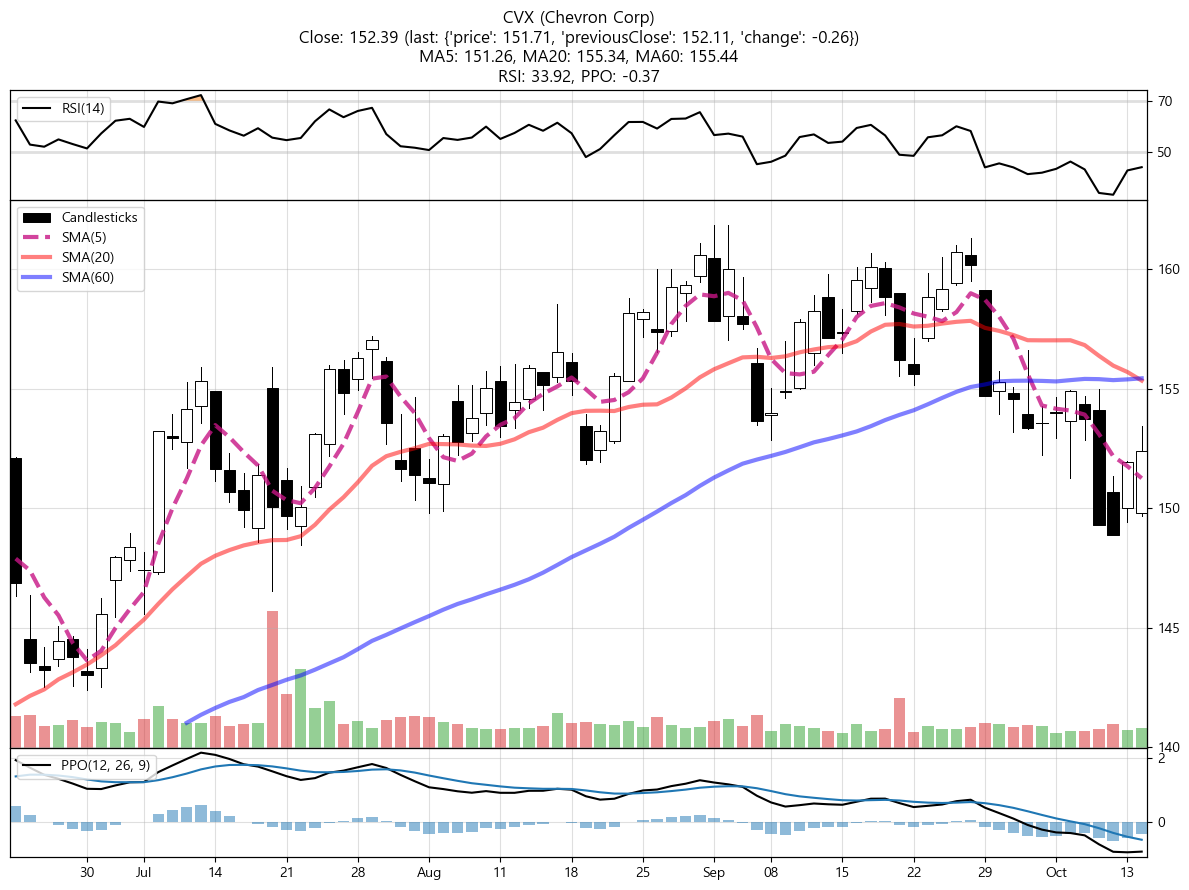 CVX (Chevron Corp)
Close: 152.39 (last: {'price': 151.71, 'previousClose': 152.11, 'change': -0.26})
MA5: 151.26, MA20: 155.34, MA60: 155.44
RSI: 33.92, PPO: -0.37
RSI(14)
70
50
Candlesticks
SMA(5)
SMA(20)
SMA(60)
160
155
150
145
140
PPO(12, 26, 9)
2
0
30 Jul 14 21 28 Aug 11 18 25 Sep 08 15 22 29 Oct 13